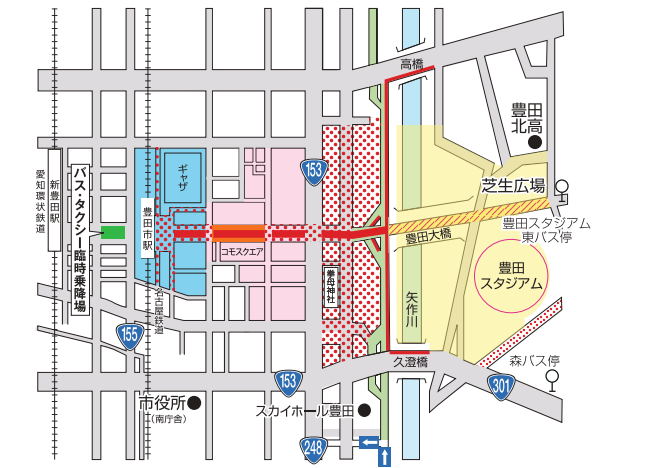 高橋
豊田
北高
153
ギャザ
愛知環状鉄道
新豊田駅
バス・タクシー臨時乗降場
豊田市駅
芝生広場
豊田スタジアム
東バス停
豊田大橋
コモスクエア
豊田
スタジアム
挙母神社
矢作川
名古屋鉄道
155
久澄橋
森バス停
153
301
市役所
(南庁舎)
スカイホール豊田
248